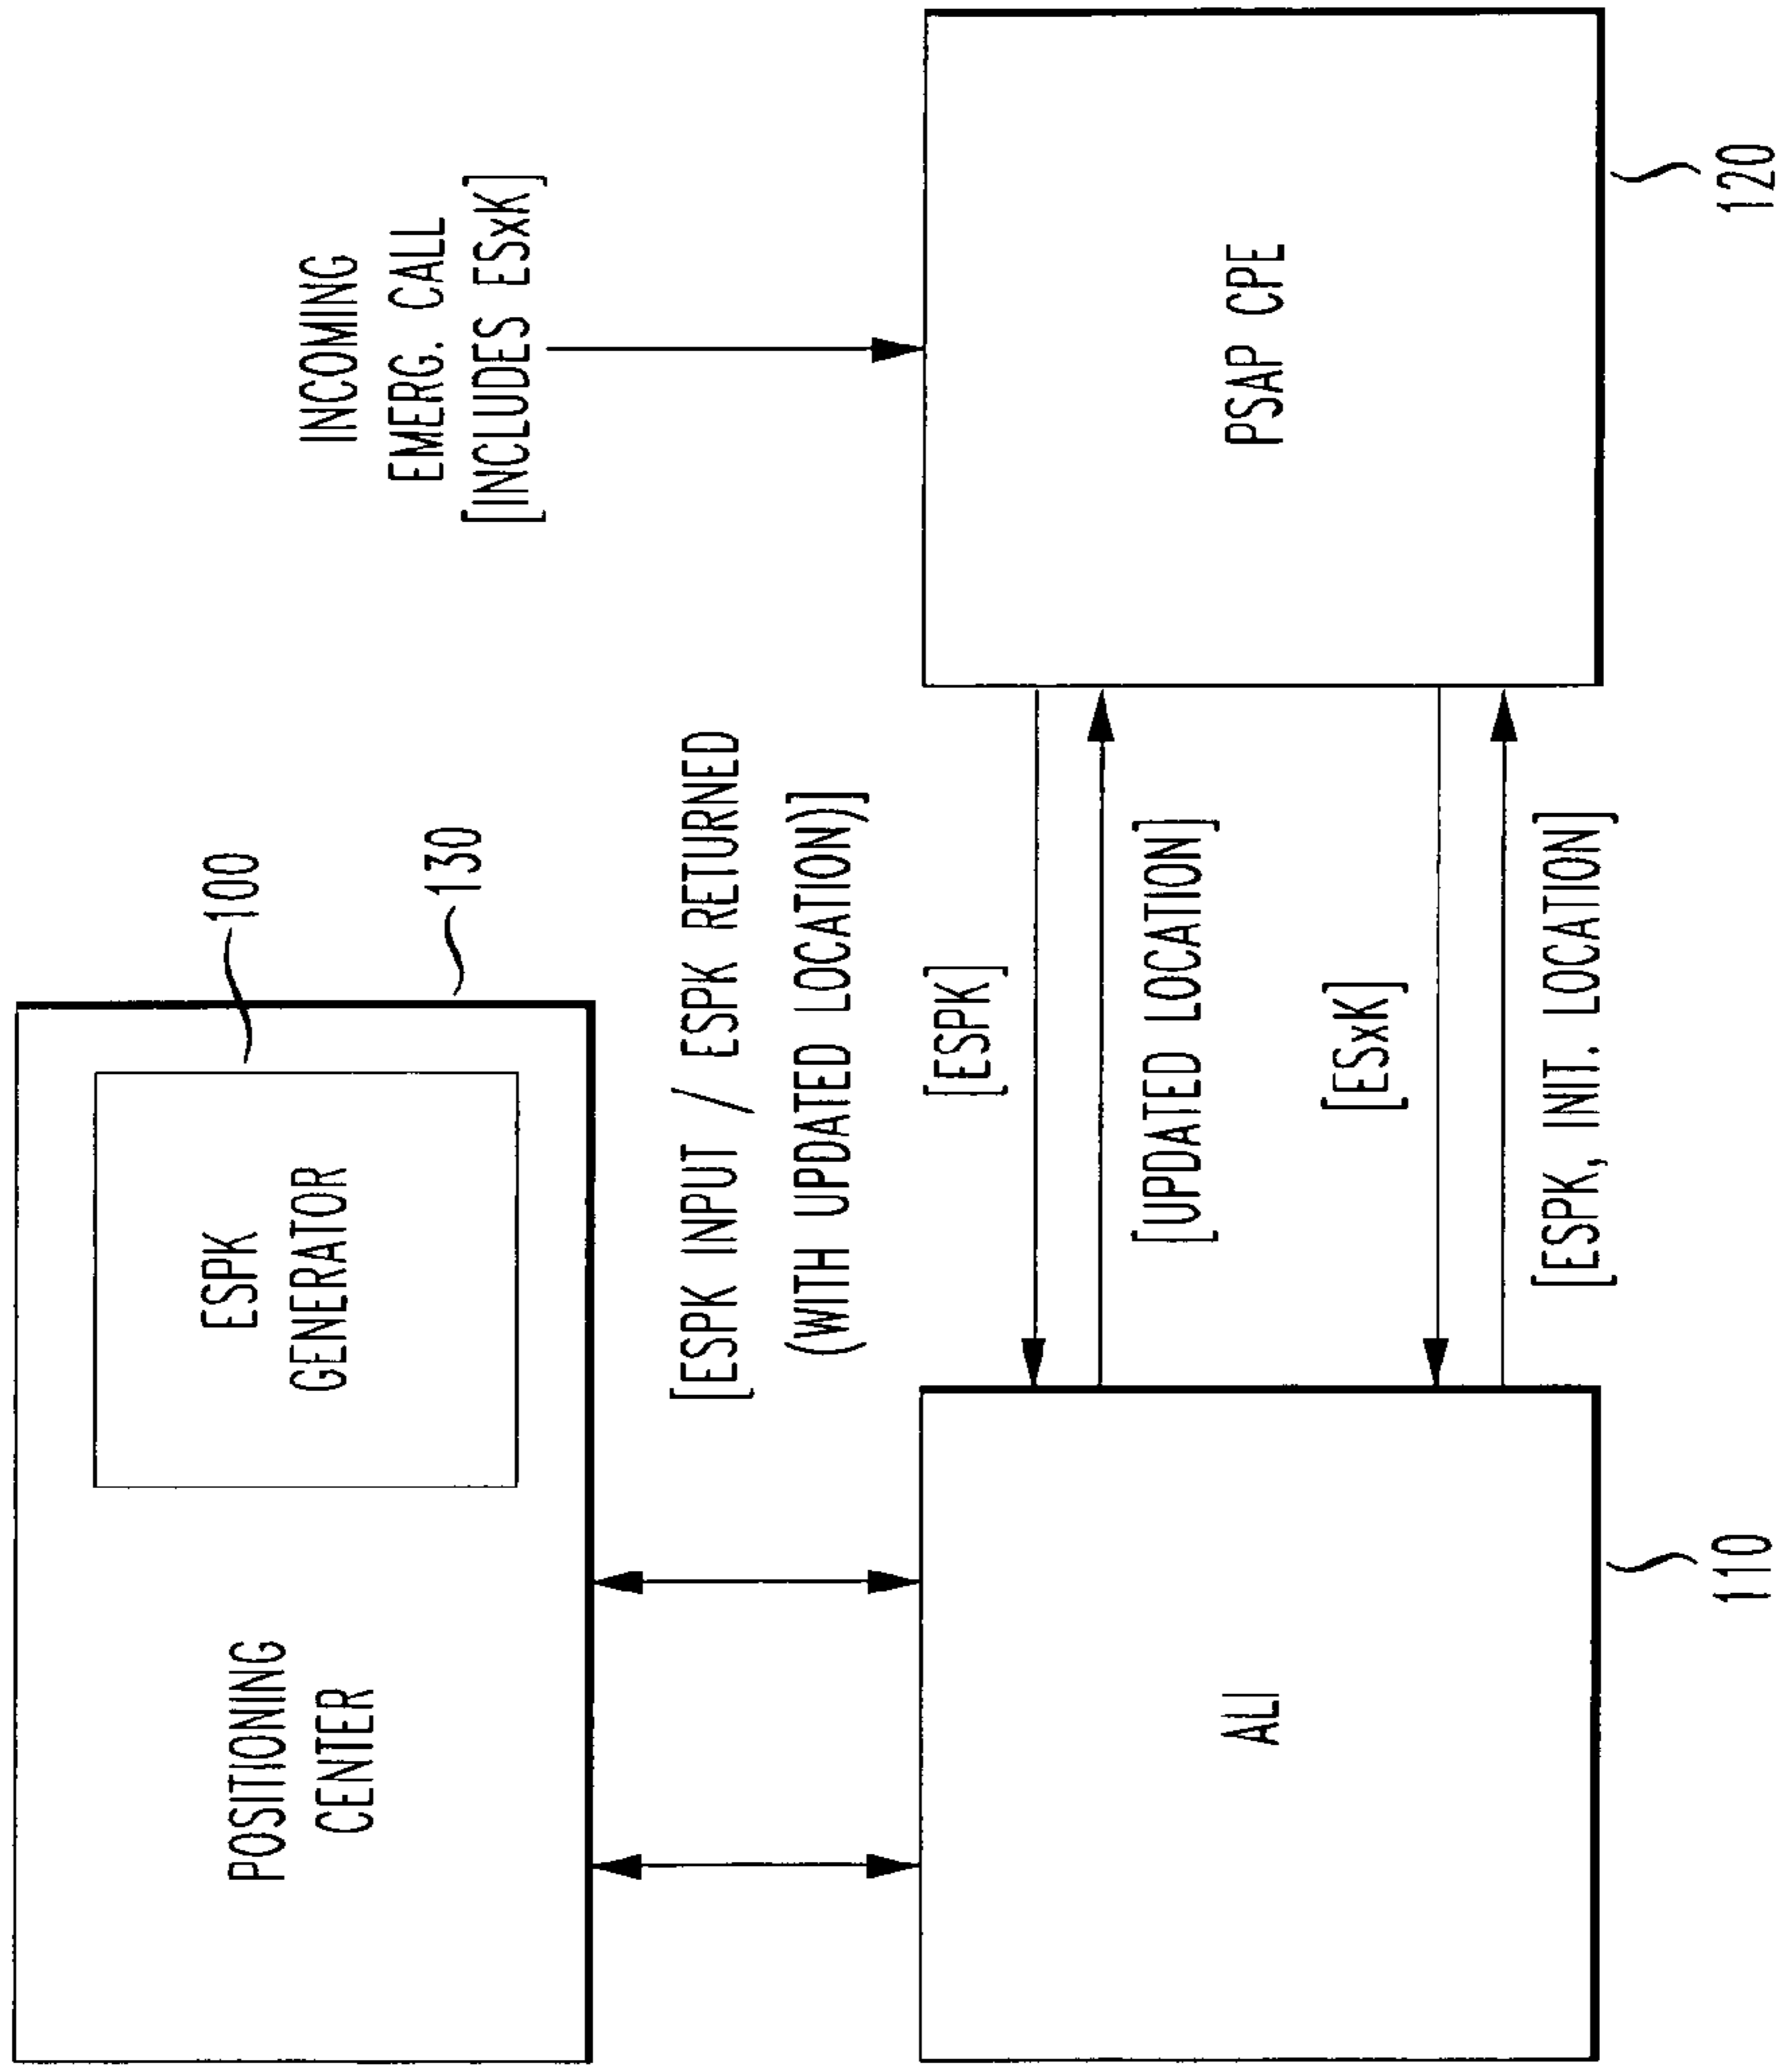 POSITIONING
CENTER
ESPK
GENERATOR
100
130
INCOMING
EMERG. CALL
[INCLUDES ESxK]
[ESPK INPUT / ESPK RETURNED
(WITH UPDATED LOCATION)]
ALI
110
[ESPK]
[UPDATED LOCATION]
[ESxK]
[ESPK, INIT. LOCATION]
PSAP CPE
120